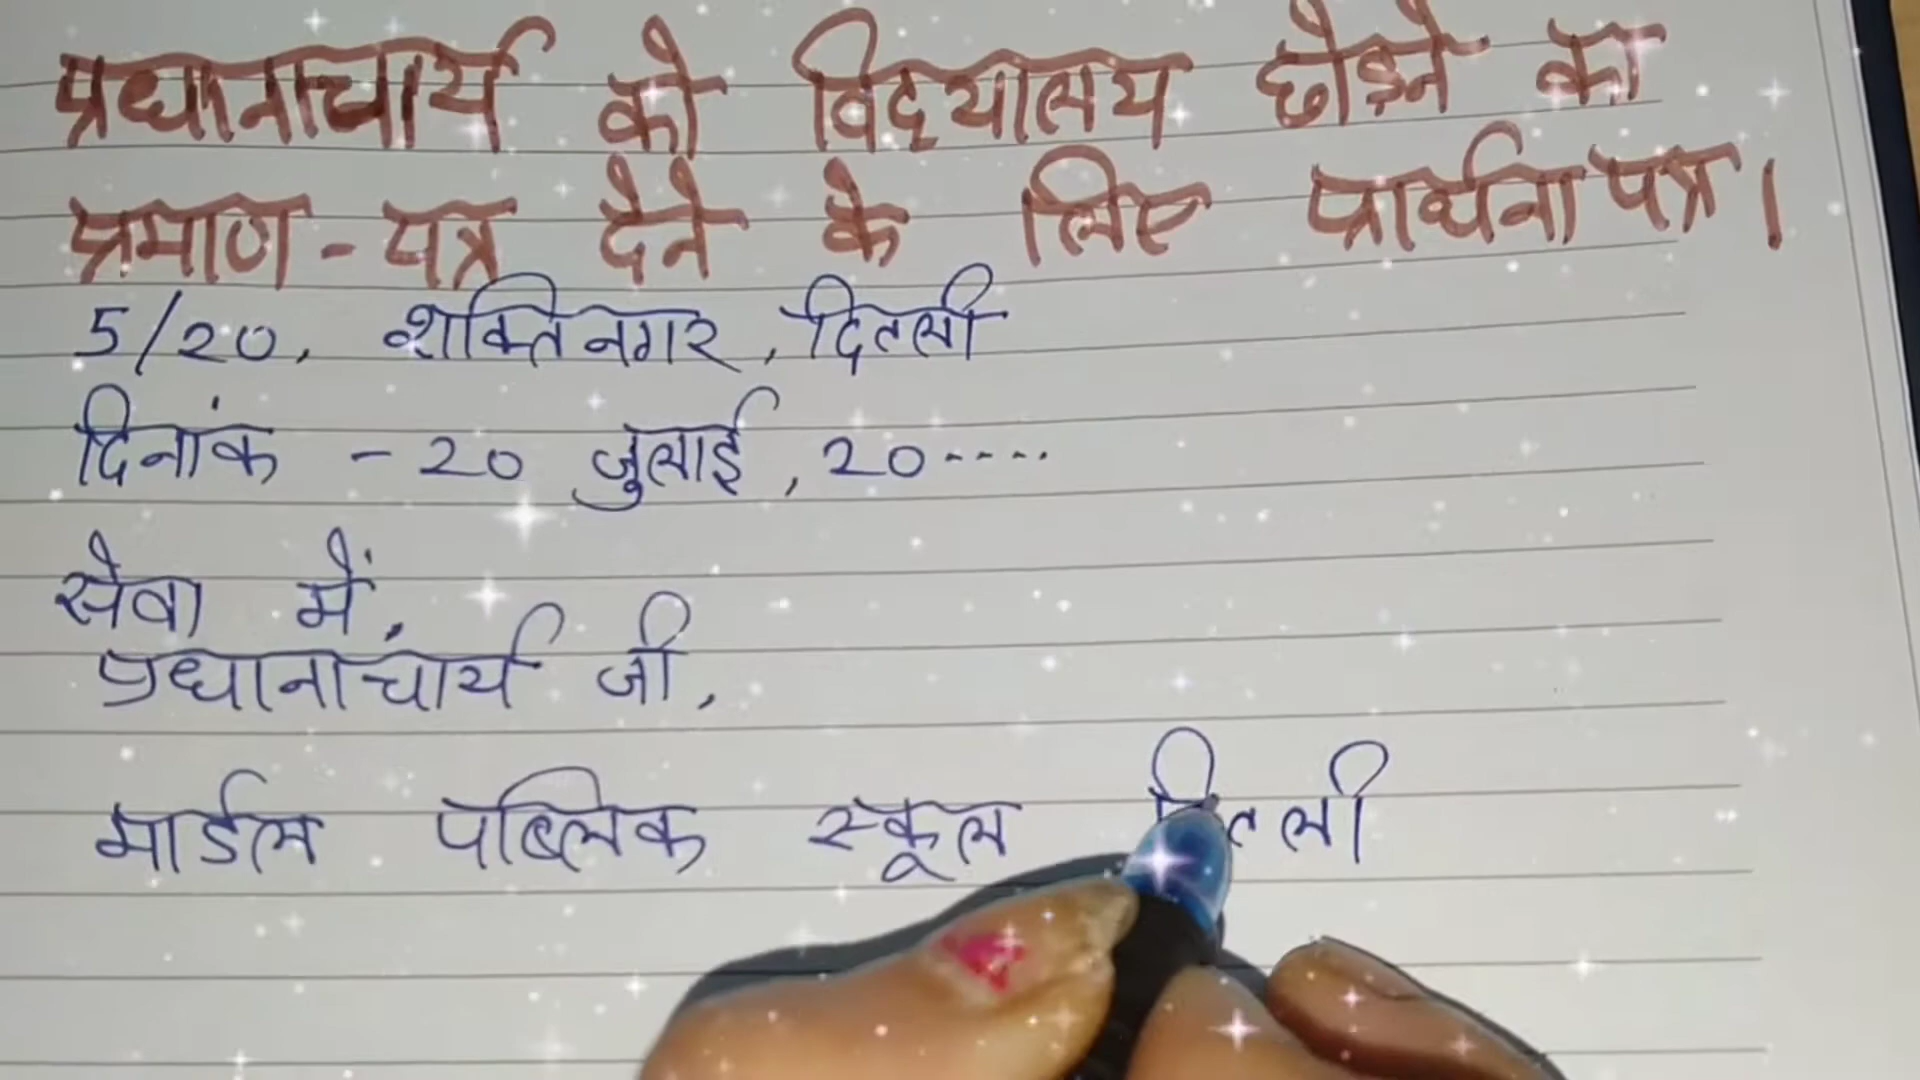 प्रधानाचार्य को विद्यालय छोड़ने का
प्रमाण - पत्र देने के लिए प्रार्थना पत्र ।
5/20, शक्ति नगर, दिल्ली
दिनांक - 20 जुलाई, 20----
सेवा में,
प्रधानाचार्य जी,
मार्डल पब्लिक स्कूल दिल्ली